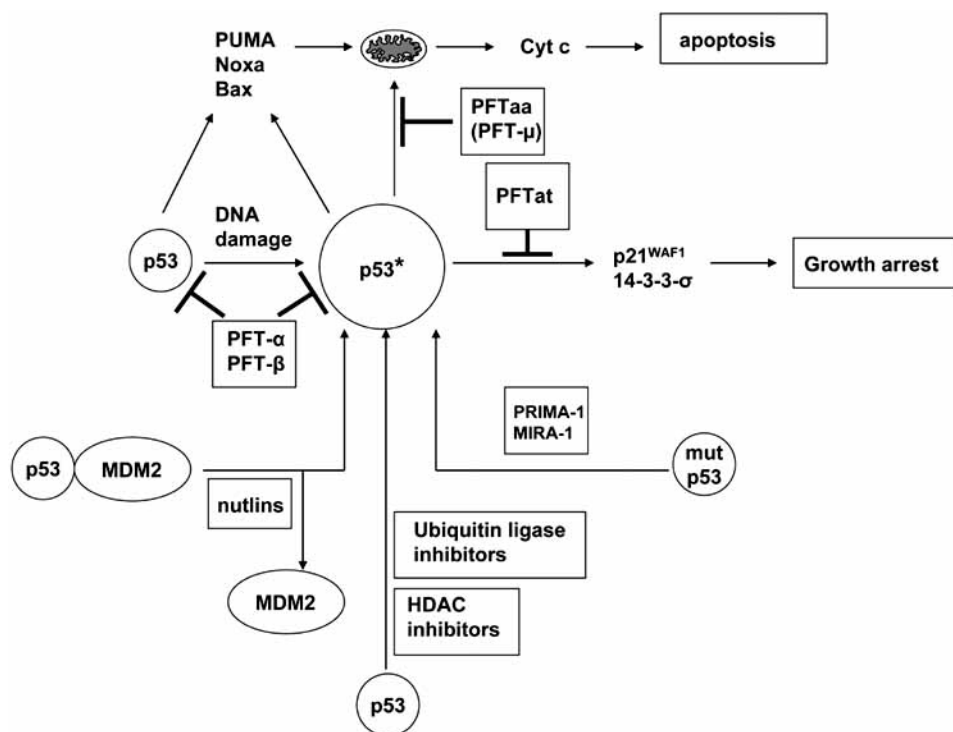 PUMA
Noxa
Bax
Cyt c
apoptosis
PFTaa
(PFT-μ)
PFTat
DNA
damage
p53
p53*
p21WAF1
14-3-3-σ
Growth arrest
PFT-α
PFT-β
PRIMA-1
MIRA-1
p53
MDM2
mut
p53
nutlins
Ubiquitin ligase
inhibitors
MDM2
HDAC
inhibitors
p53